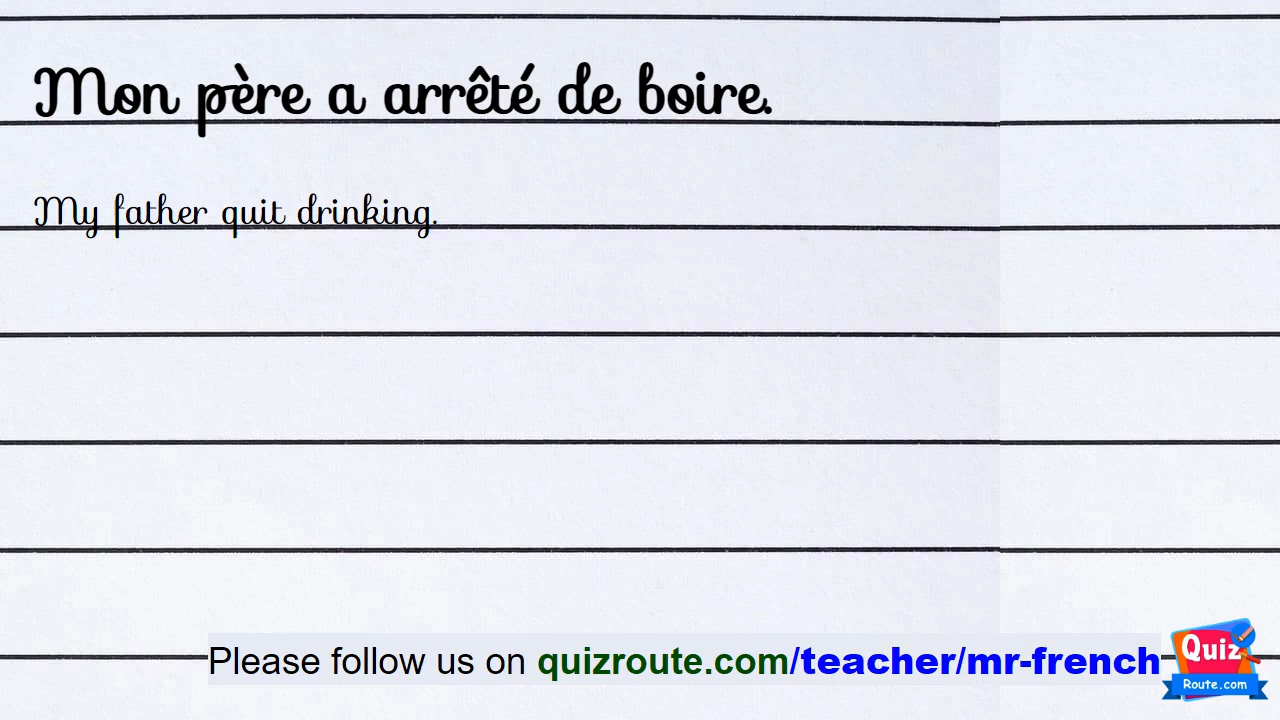 Mon père a arrêté de boire.
My father quit drinking.
Please follow us on quizroute.com/teacher/mr-french
Quiz
Route.com